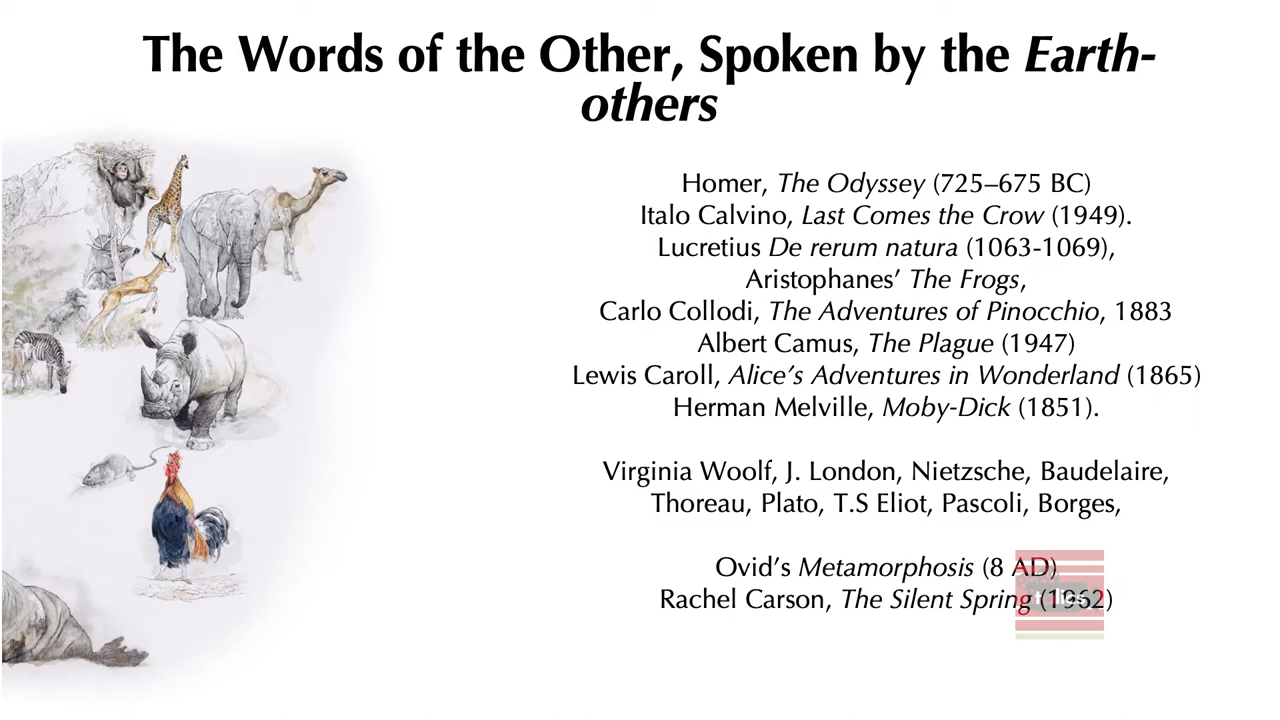 The Words of the Other, Spoken by the Earth-
others
Homer, The Odyssey (725–675 BC)
Italo Calvino, Last Comes the Crow (1949).
Lucretius De rerum natura (1063-1069),
Aristophanes’ The Frogs,
Carlo Collodi, The Adventures of Pinocchio, 1883
Albert Camus, The Plague (1947)
Lewis Caroll, Alice’s Adventures in Wonderland (1865)
Herman Melville, Moby-Dick (1851).
Virginia Woolf, J. London, Nietzsche, Baudelaire,
Thoreau, Plato, T.S Eliot, Pascoli, Borges,
Ovid’s Metamorphosis (8 AD)
Rachel Carson, The Silent Spring (1962)